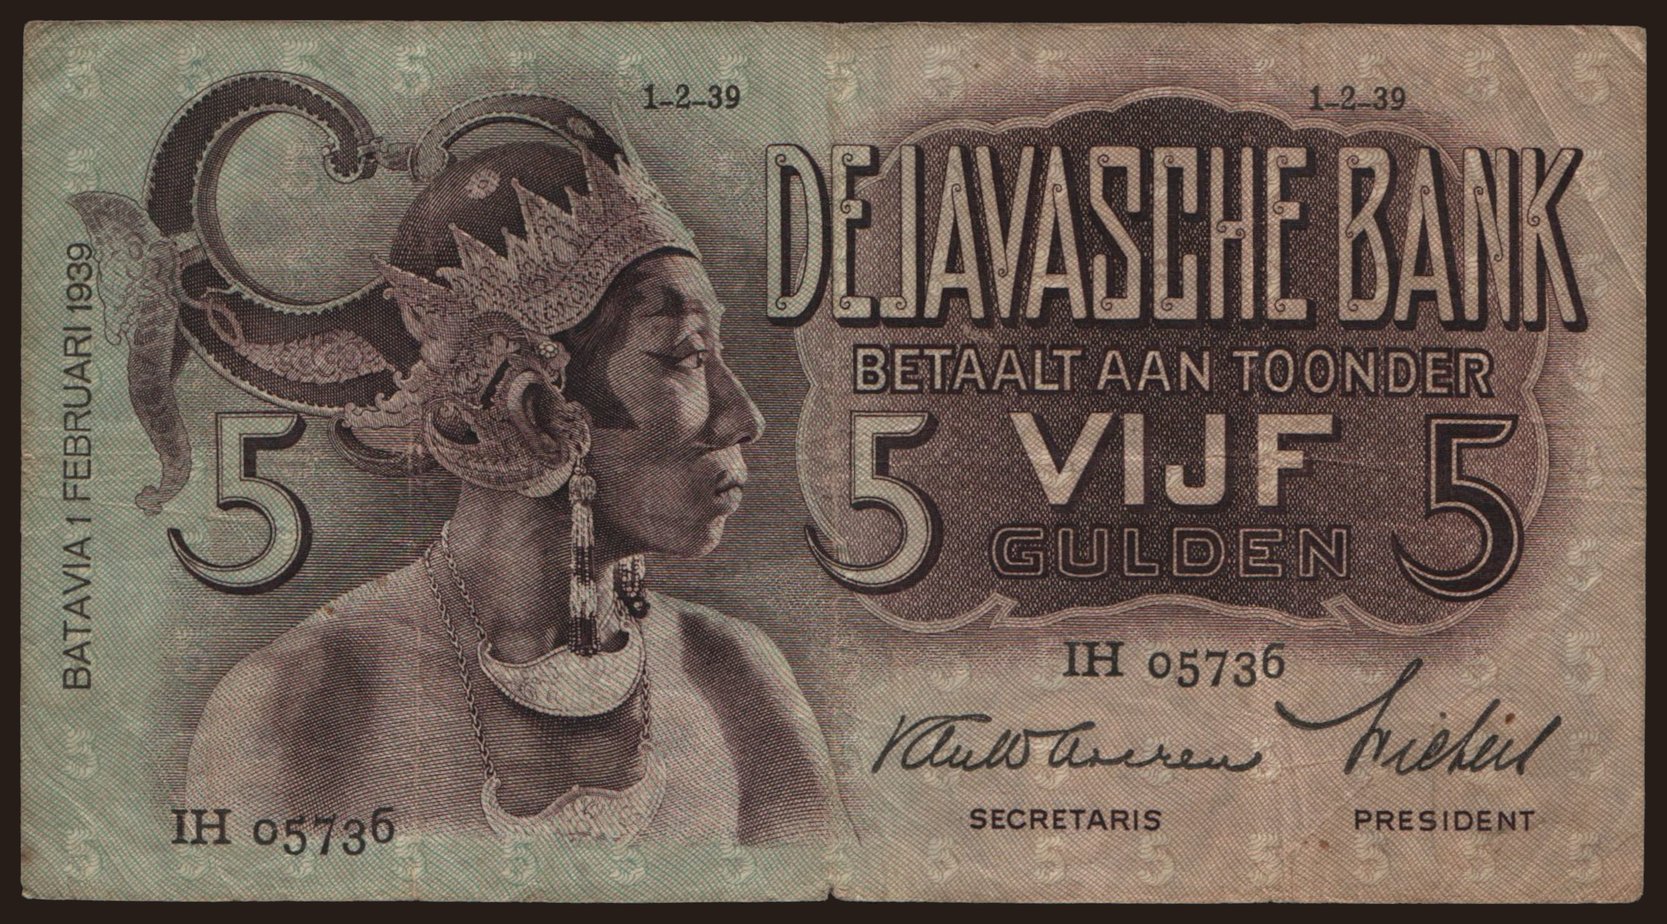 1-2-39
1-2-39
DE JAVASCHE BANK
BETAALT AAN TOONDER
5 5 VIJF 5
GULDEN
BATAVIA 1 FEBRUARI 1939
IH 05736
SECRETARIS PRESIDENT
IH 05736